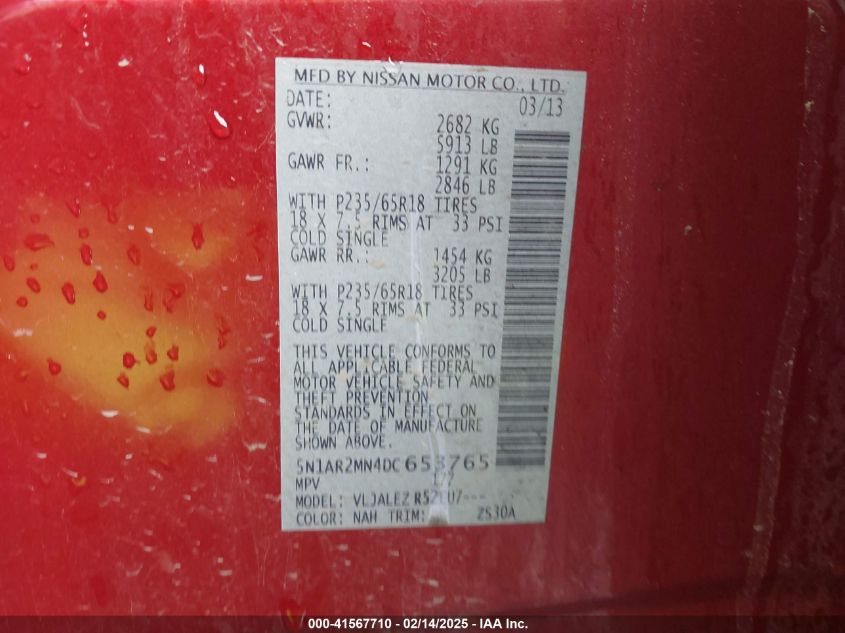 MFD BY NISSAN MOTOR CO., LTD.
DATE: 03/13
GVWR: 2682 KG
5913 LB
GAWR FR.: 1291 KG
2846 LB
WITH P235/65R18 TIRES
18 X 7.5 RIMS AT 33 PSI
COLD SINGLE
GAWR RR.: 1454 KG
3205 LB
WITH P235/65R18 TIRES
18 X 7.5 RIMS AT 33 PSI
COLD SINGLE
THIS VEHICLE CONFORMS TO
ALL APPLICABLE FEDERAL
MOTOR VEHICLE SAFETY AND
THEFT PREVENTION
STANDARDS IN EFFECT ON
THE DATE OF MANUFACTURE
SHOWN ABOVE.
5N1AR2MN4DC653765
MPV 177
MODEL: VLJALEZ R52EU7---
COLOR: NAH TRIM: ZS30A
000-41567710 - 02/14/2025 - IAA Inc.